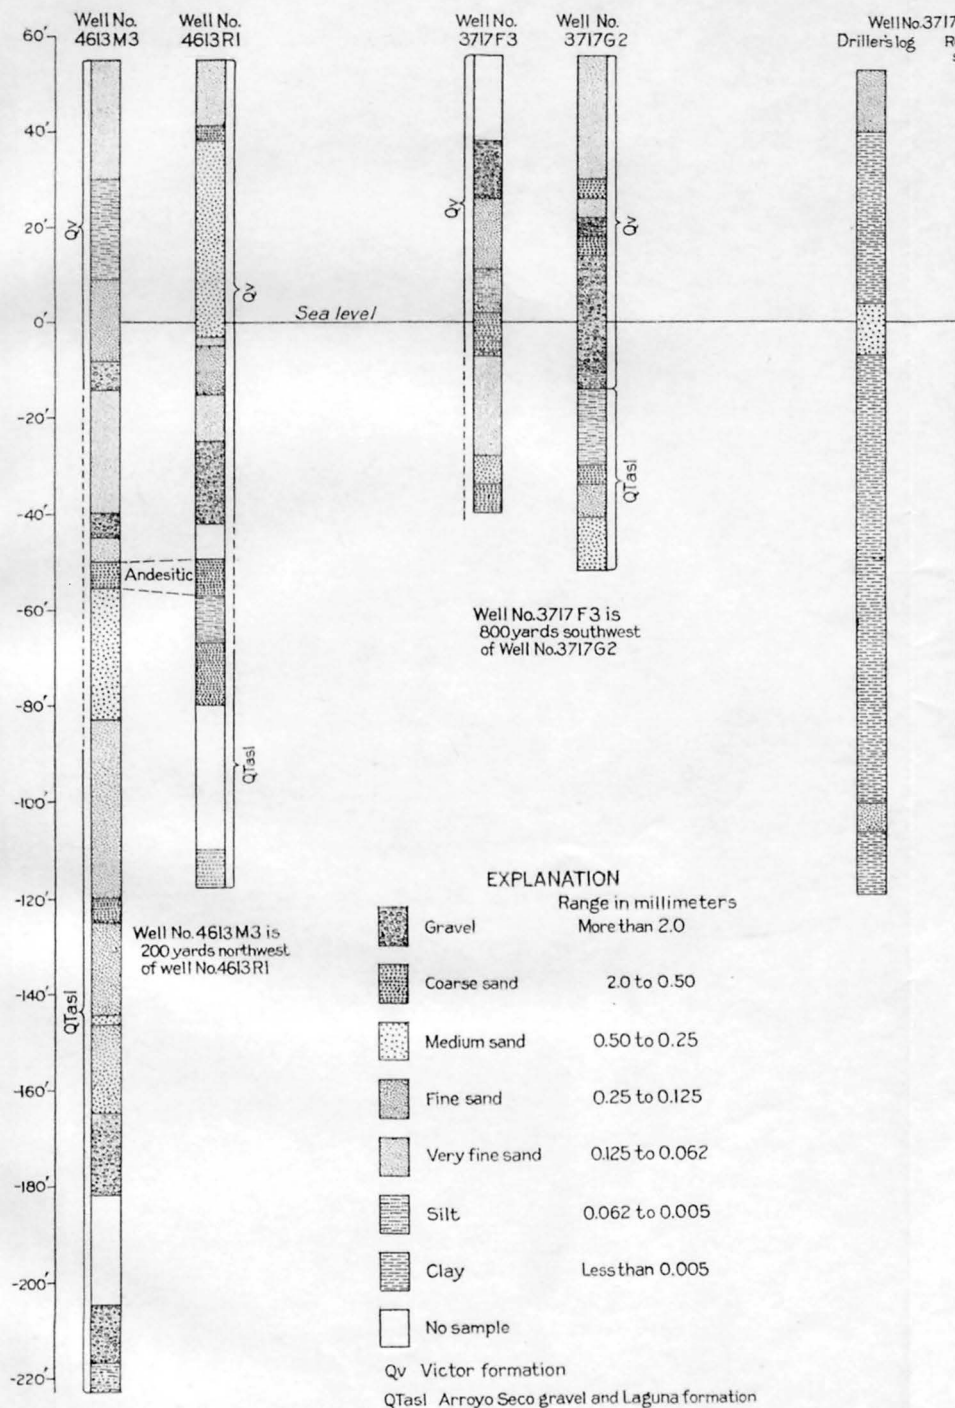 Well No.
4613M3
Well No.
4613R1
Well No.
3717F3
Well No.
3717G2
Well No.3717
Driller's log
60'
40'
20'
0'
-20'
-40'
-60'
-80'
-100'
-120'
-140'
-160'
-180'
-200'
-220'
Qv
Qv
Qv
Qv
Sea level
Andesitic
QTasl
QTasl
QTasl
Well No.3717 F3 is
800 yards southwest
of Well No.3717G2
Well No.4613M3 is
200 yards northwest
of well No.4613R1
EXPLANATION
Range in millimeters
Gravel More than 2.0
Coarse sand 2.0 to 0.50
Medium sand 0.50 to 0.25
Fine sand 0.25 to 0.125
Very fine sand 0.125 to 0.062
Silt 0.062 to 0.005
Clay Less than 0.005
No sample
Qv Victor formation
QTasl Arroyo Seco gravel and Laguna formation